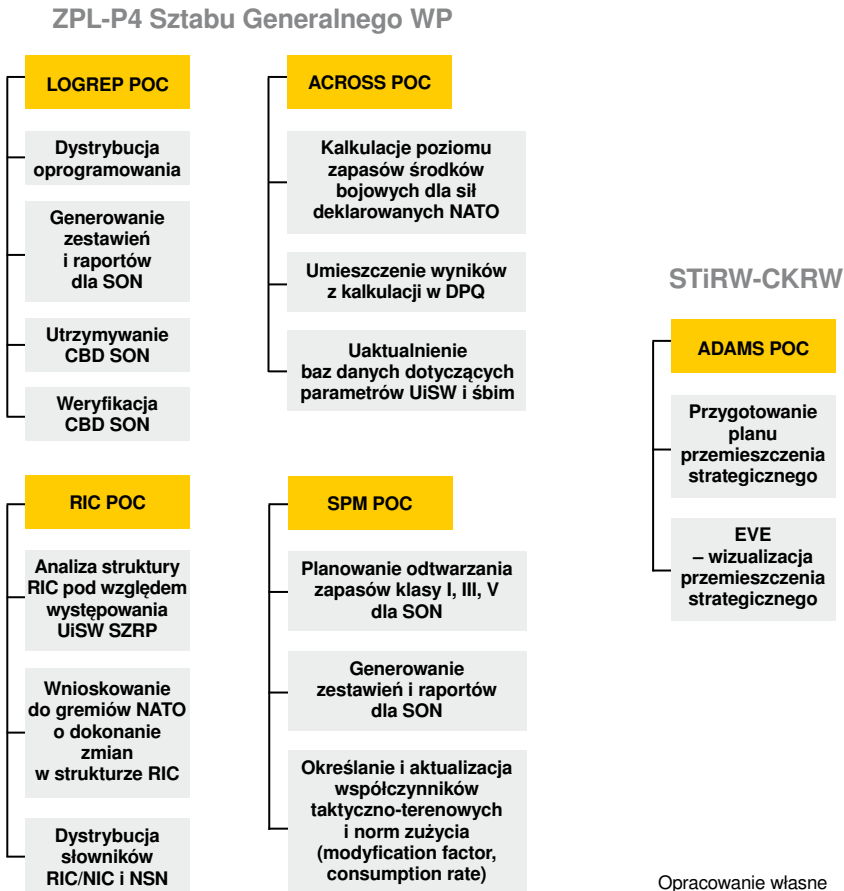 ZPL-P4 Sztabu Generalnego WP
LOGREP POC
Dystrybucja
oprogramowania
Generowanie
zestawień
i raportów
dla SON
Utrzymywanie
CBD SON
Weryfikacja
CBD SON
ACROSS POC
Kalkulacje poziomu
zapasów środków
bojowych dla sił
deklarowanych NATO
Umieszczenie wyników
z kalkulacji w DPQ
Uaktualnienie
baz danych dotyczących
parametrów UiSW i śbim
STiRW-CKRW
ADAMS POC
Przygotowanie
planu
przemieszczenia
strategicznego
EVE
– wizualizacja
przemieszczenia
strategicznego
RIC POC
Analiza struktury
RIC pod względem
występowania
UiSW SZRP
Wnioskowanie
do gremiów NATO
o dokonanie
zmian
w strukturze RIC
Dystrybucja
słowników
RIC/NIC i NSN
SPM POC
Planowanie odtwarzania
zapasów klasy I, III, V
dla SON
Generowanie
zestawień i raportów
dla SON
Określanie i aktualizacja
współczynników
taktyczno-terenowych
i norm zużycia
(modyfication factor,
consumption rate)
Opracowanie własne